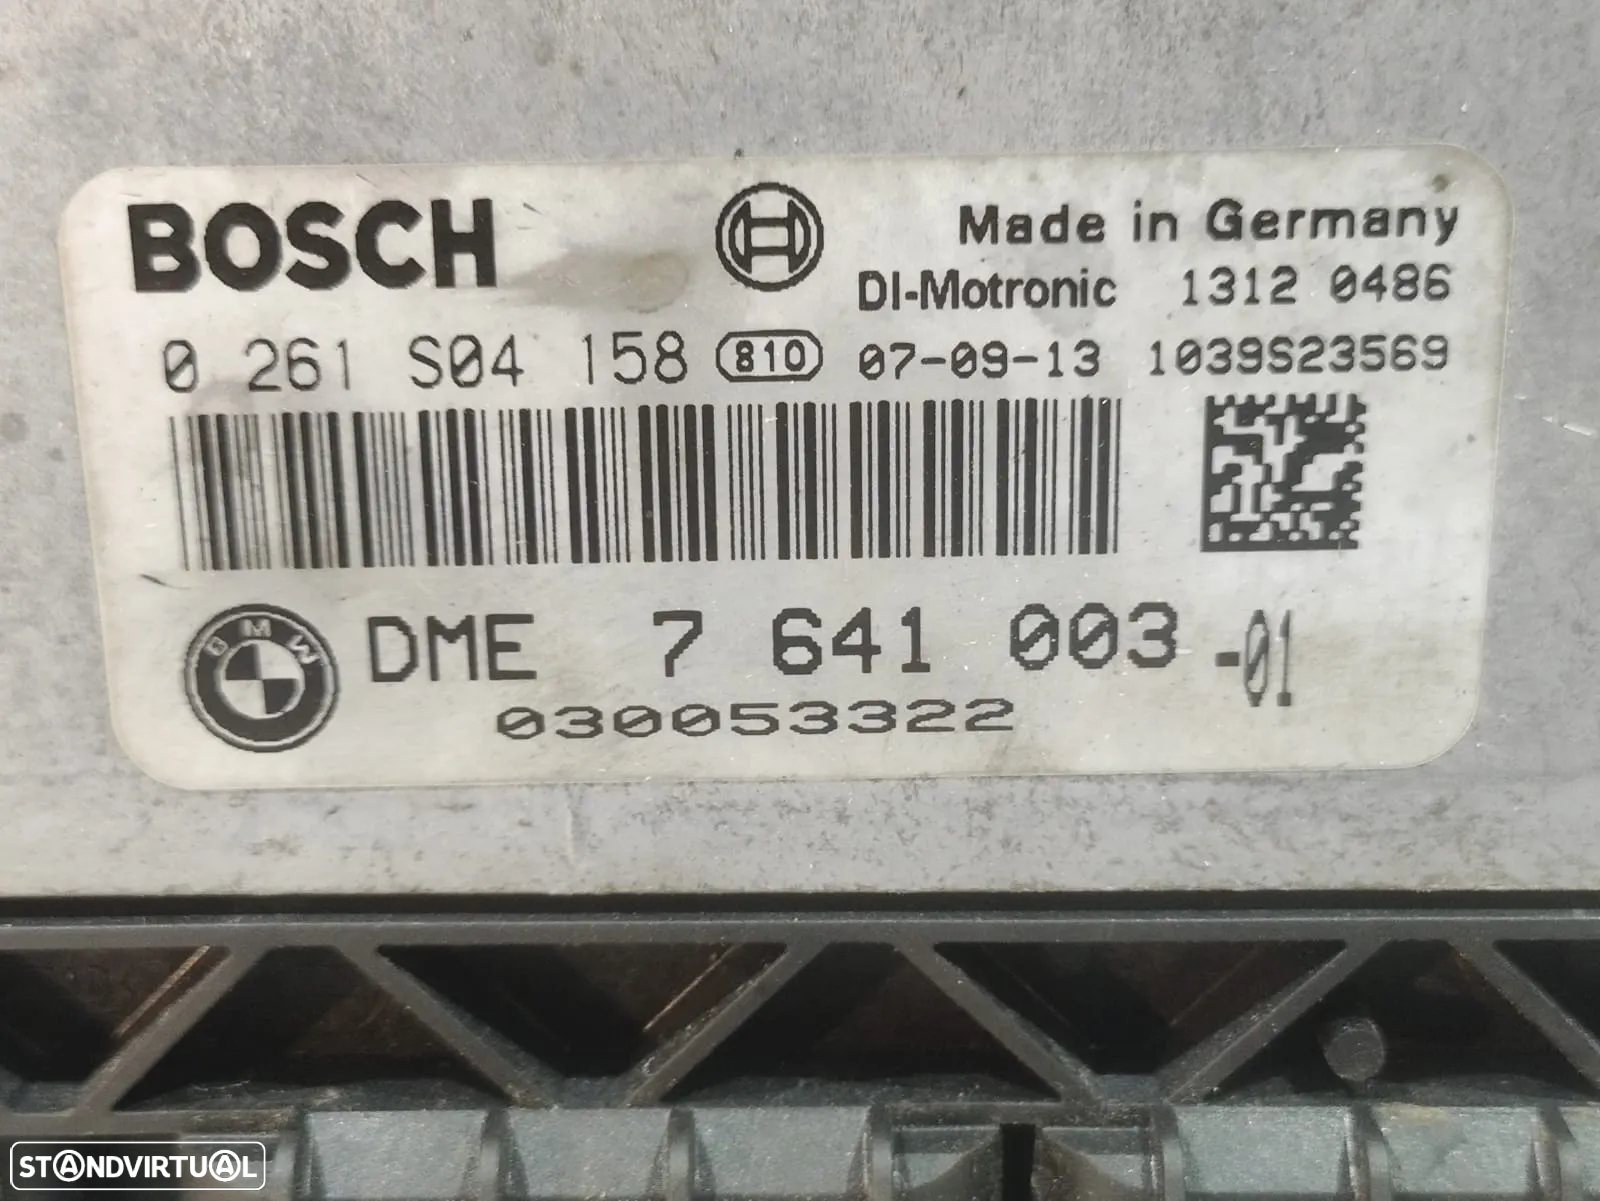 BOSCH
Made in Germany
DI-Motronic 1312 0486
0 261 S04 158 810 07-09-13 1039S23569
BMW
DME 7 641 003 -01
030053322
STANDVIRTUAL